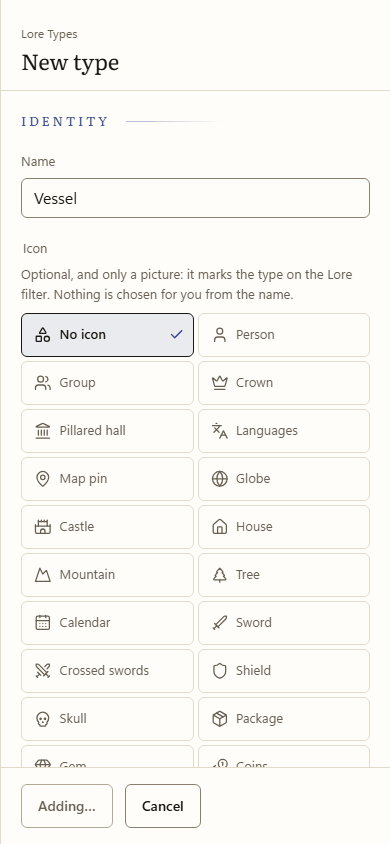 Lore Types
New type
IDENTITY
Name
Vessel
Icon
Optional, and only a picture: it marks the type on the Lore
filter. Nothing is chosen for you from the name.
No icon
Person
Group
Crown
Pillared hall
Languages
Map pin
Globe
Castle
House
Mountain
Tree
Calendar
Sword
Crossed swords
Shield
Skull
Package
Gem
Coins
Adding...
Cancel